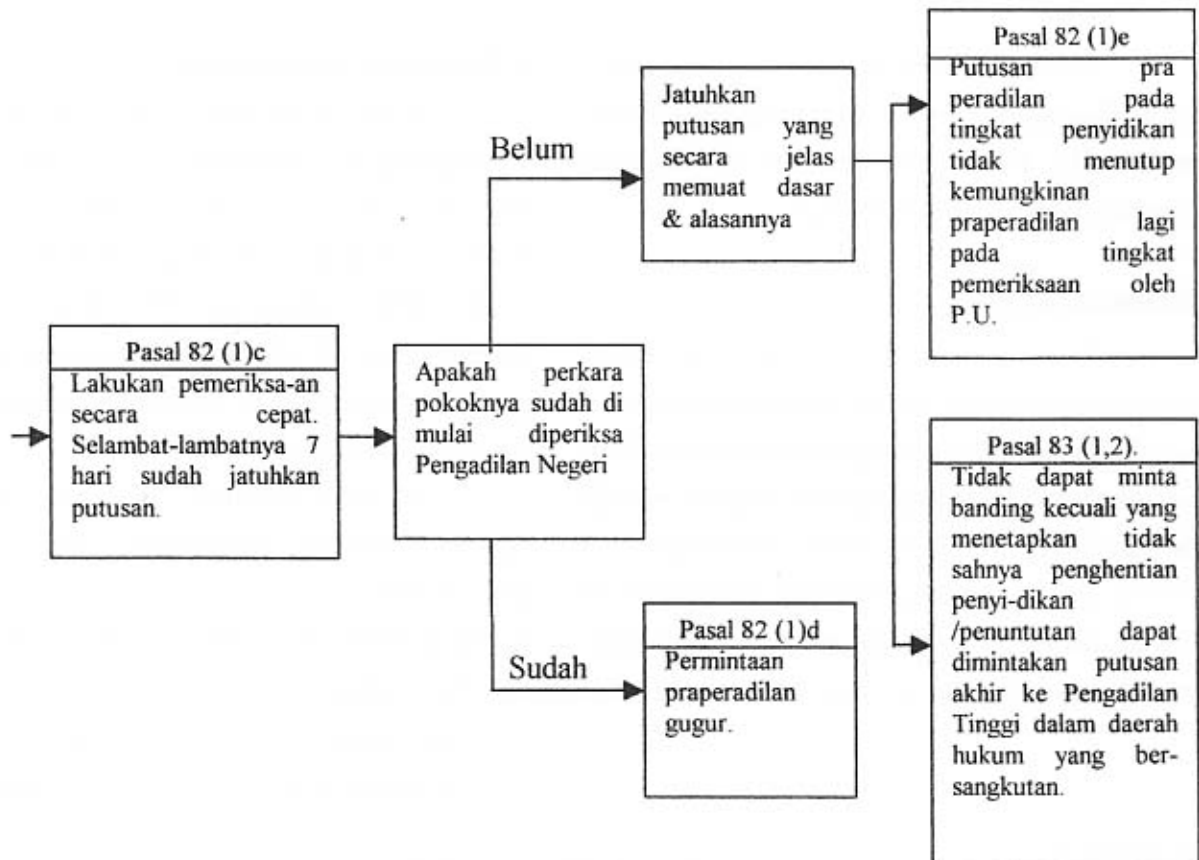 Pasal 82 (1)c
Lakukan pemeriksa-an
secara cepat.
Selambat-lambatnya 7
hari sudah jatuhkan
putusan.
Apakah perkara
pokoknya sudah di
mulai diperiksa
Pengadilan Negeri
Belum
Jatuhkan
putusan yang
secara jelas
memuat dasar
& alasannya
Pasal 82 (1)e
Putusan pra
peradilan pada
tingkat penyidikan
tidak menutup
kemungkinan
praperadilan lagi
pada tingkat
pemeriksaan oleh
P.U.
Pasal 83 (1,2).
Tidak dapat minta
banding kecuali yang
menetapkan tidak
sahnya penghentian
penyi-dikan
/penuntutan dapat
dimintakan putusan
akhir ke Pengadilan
Tinggi dalam daerah
hukum yang ber-
sangkutan.
Sudah
Pasal 82 (1)d
Permintaan
praperadilan
gugur.